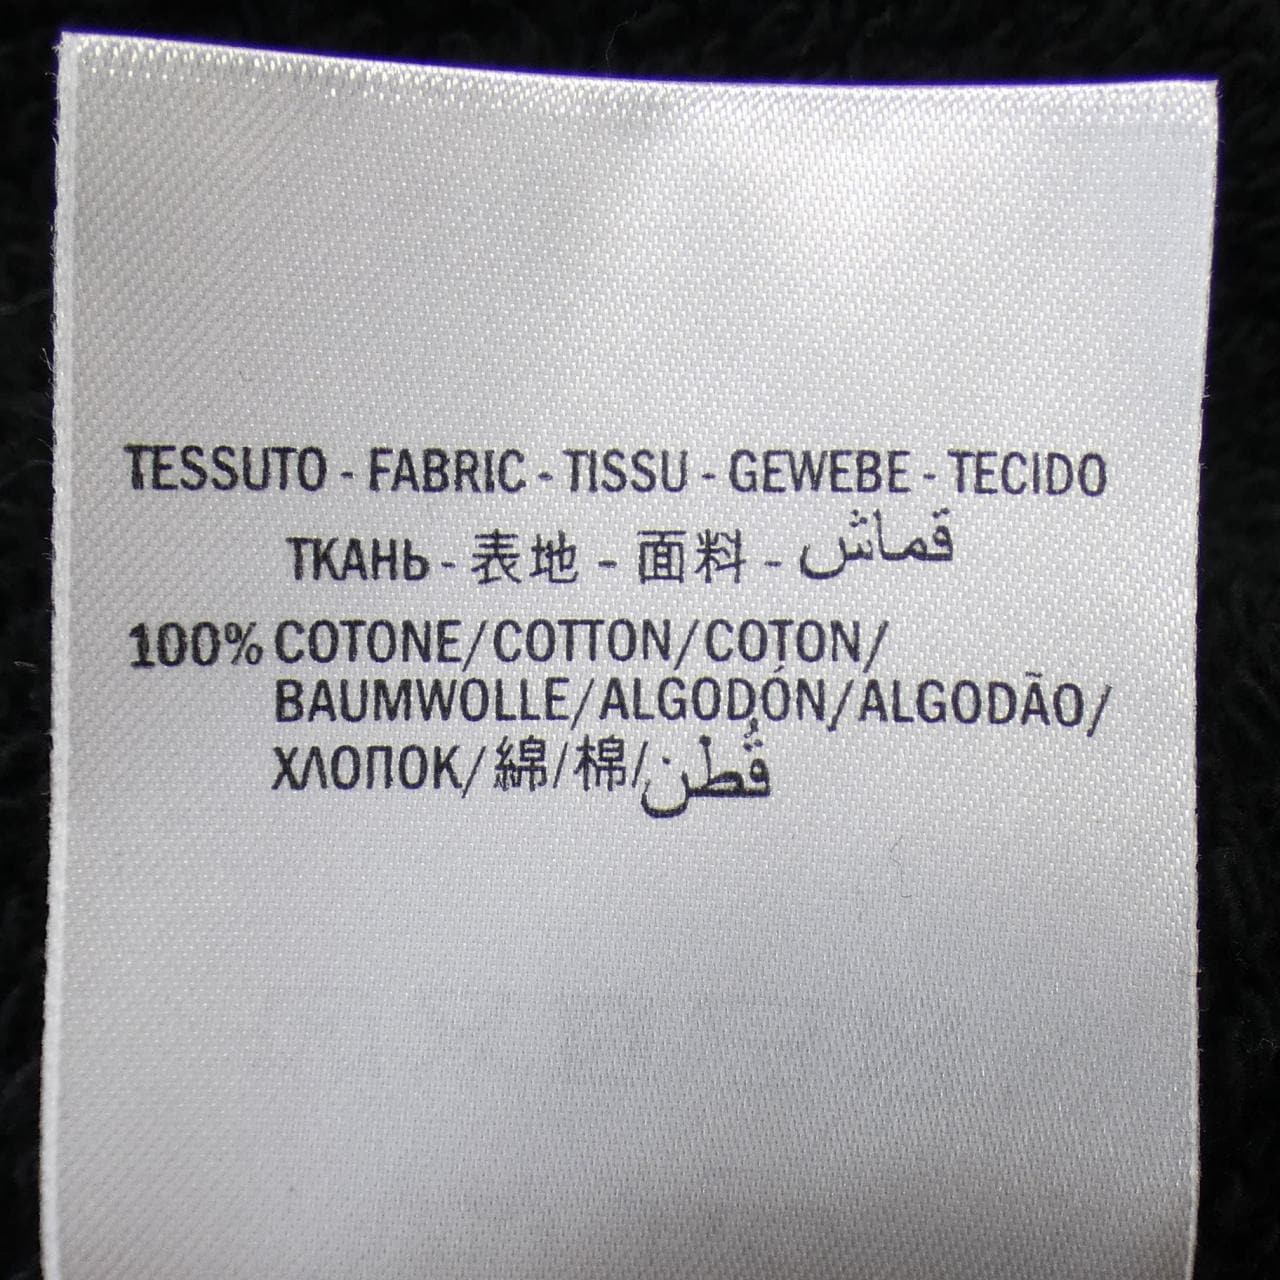 TESSUTO - FABRIC - TISSU - GEWEBE - TECIDO
ТКАНЬ - 表地 - 面料 - قماش
100% COTONE/COTTON/COTON/
BAUMWOLLE/ALGODÓN/ALGODÃO/
ХЛОПОК/綿/棉/قُطن